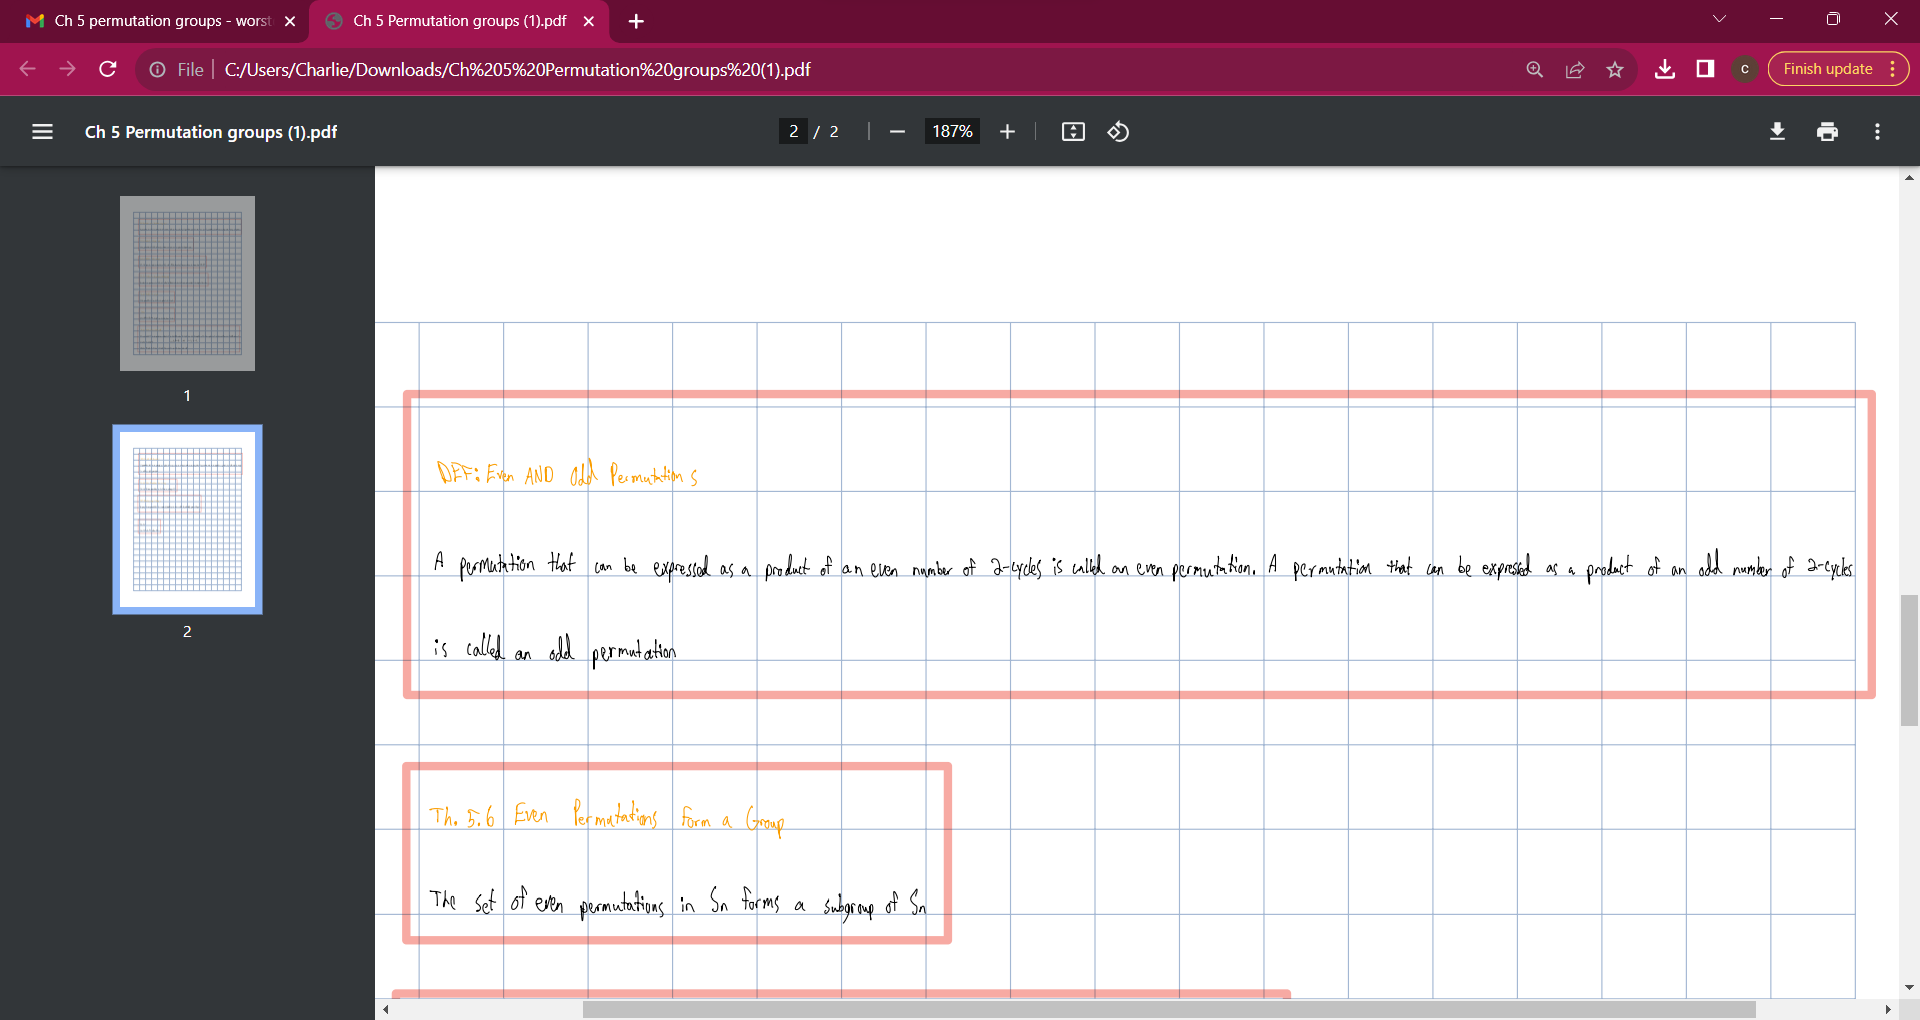 Ch 5 permutation groups - worst
Ch 5 Permutation groups (1).pdf
File
C:/Users/Charlie/Downloads/Ch%205%20Permutation%20groups%20(1).pdf
C
Finish update
Ch 5 Permutation groups (1).pdf
2 / 2
187%
1
2
DEF: Even AND Odd Permutations
A permutation that can be expressed as a product of an even number of 2-cycles is called an even permutation. A permutation that can be expressed as a product of an odd number of 2-cycles
is called an odd permutation
Th. 5.6 Even Permutations Form a Group
The set of even permutations in Sn forms a subgroup of Sn